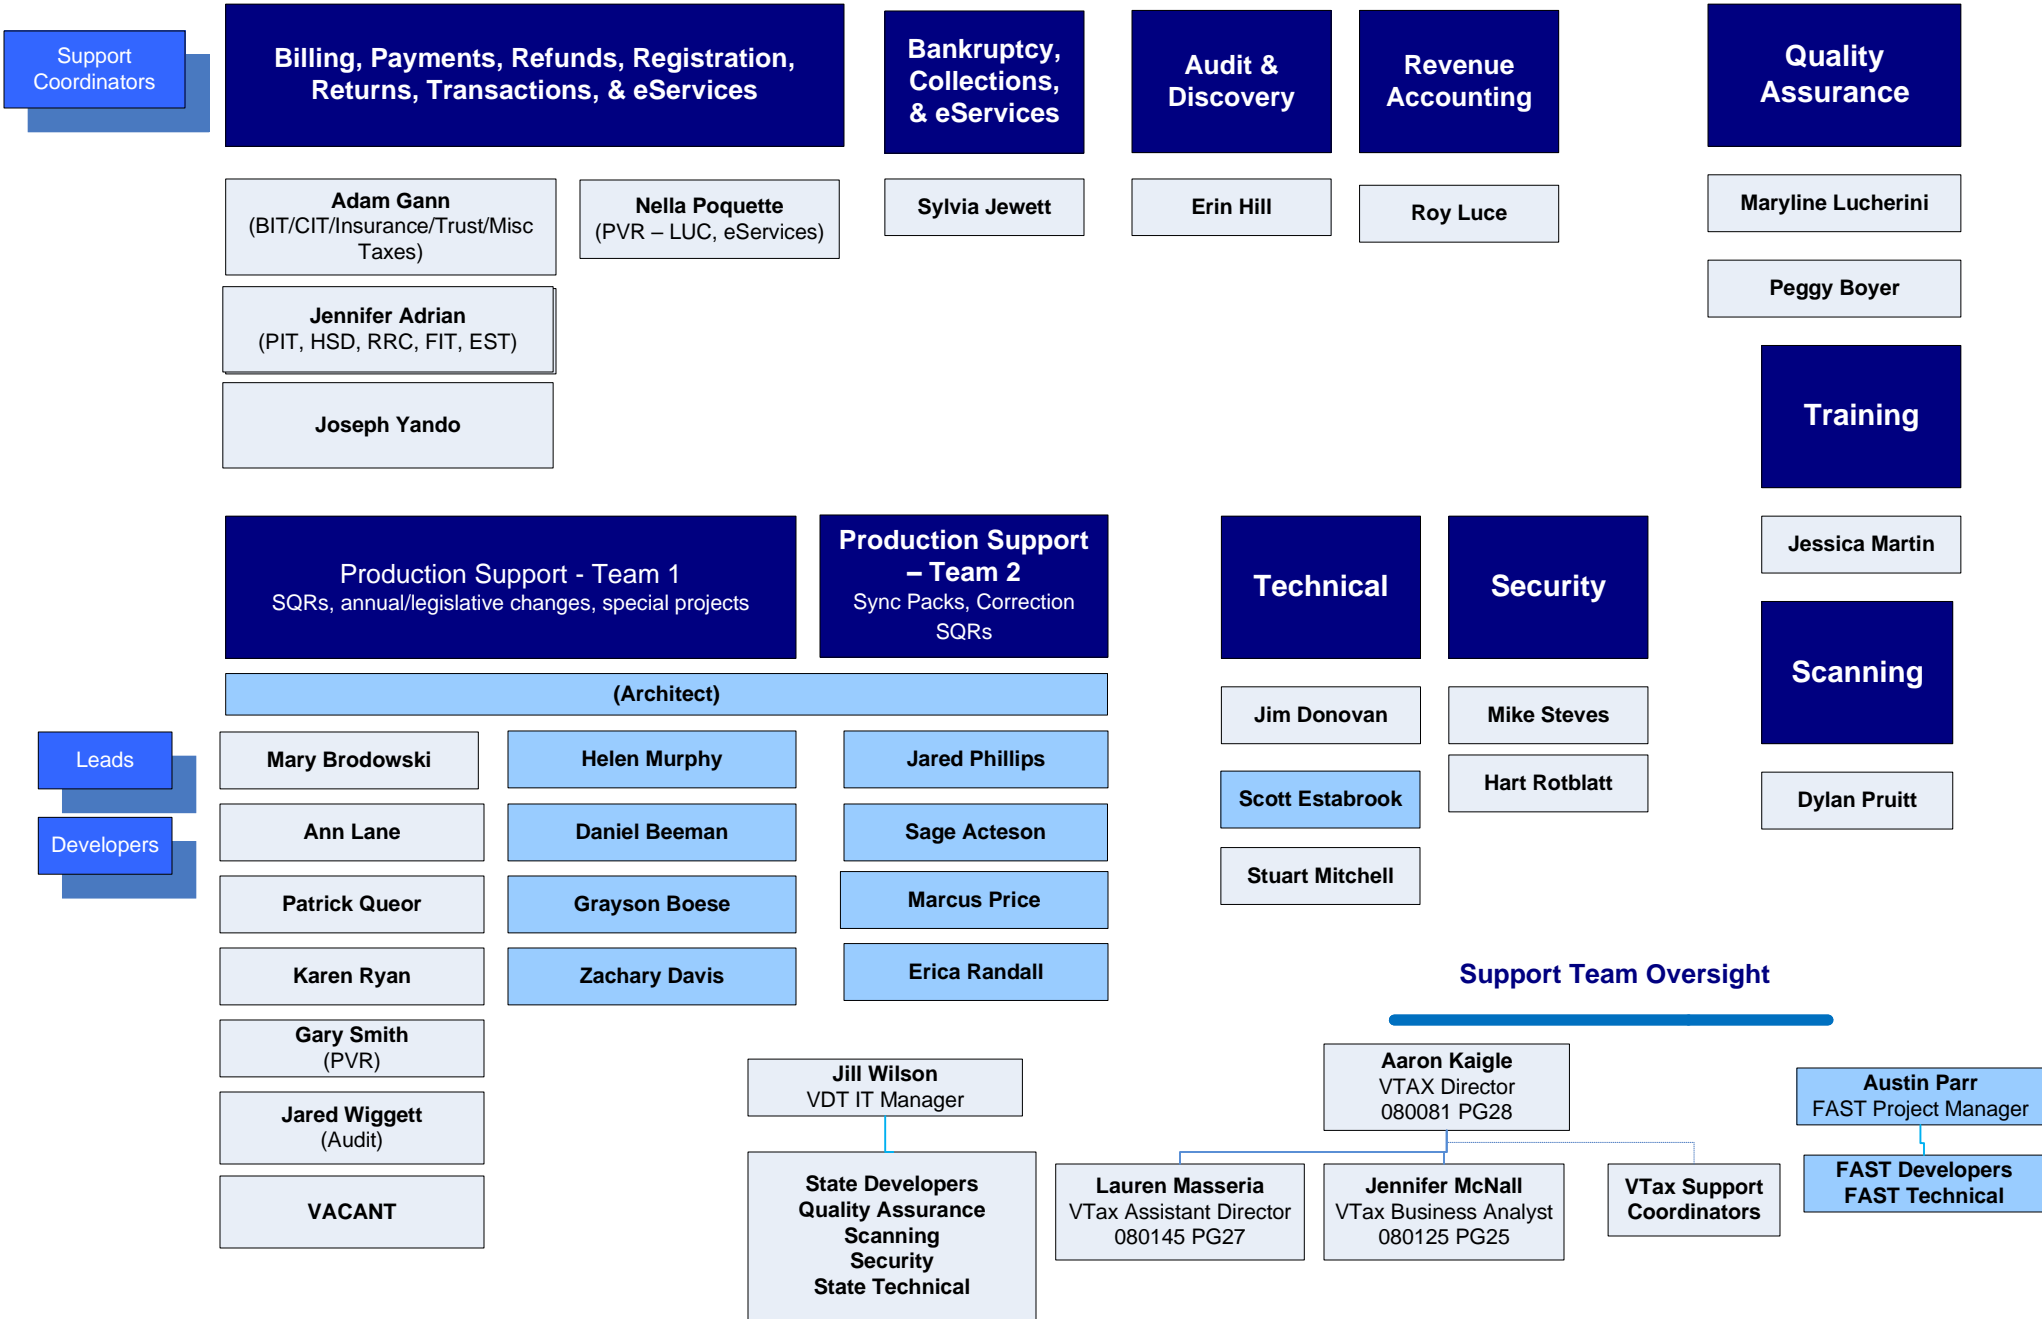 Support
Coordinators
Billing, Payments, Refunds, Registration,
Returns, Transactions, & eServices
Bankruptcy,
Collections,
& eServices
Audit &
Discovery
Revenue
Accounting
Quality
Assurance
Adam Gann
(BIT/CIT/Insurance/Trust/Misc
Taxes)
Nella Poquette
(PVR – LUC, eServices)
Sylvia Jewett
Erin Hill
Roy Luce
Maryline Lucherini
Peggy Boyer
Jennifer Adrian
(PIT, HSD, RRC, FIT, EST)
Joseph Yando
Training
Jessica Martin
Production Support - Team 1
SQRs, annual/legislative changes, special projects
Production Support
– Team 2
Sync Packs, Correction
SQRs
Technical
Security
Scanning
(Architect)
Leads
Mary Brodowski
Helen Murphy
Jared Phillips
Jim Donovan
Mike Steves
Developers
Ann Lane
Daniel Beeman
Sage Acteson
Scott Estabrook
Hart Rotblatt
Dylan Pruitt
Patrick Queor
Grayson Boese
Marcus Price
Stuart Mitchell
Karen Ryan
Zachary Davis
Erica Randall
Gary Smith
(PVR)
Jared Wiggett
(Audit)
VACANT
Support Team Oversight
Jill Wilson
VDT IT Manager
State Developers
Quality Assurance
Scanning
Security
State Technical
Aaron Kaigle
VTAX Director
080081 PG28
Lauren Masseria
VTax Assistant Director
080145 PG27
Jennifer McNall
VTax Business Analyst
080125 PG25
VTax Support
Coordinators
Austin Parr
FAST Project Manager
FAST Developers
FAST Technical